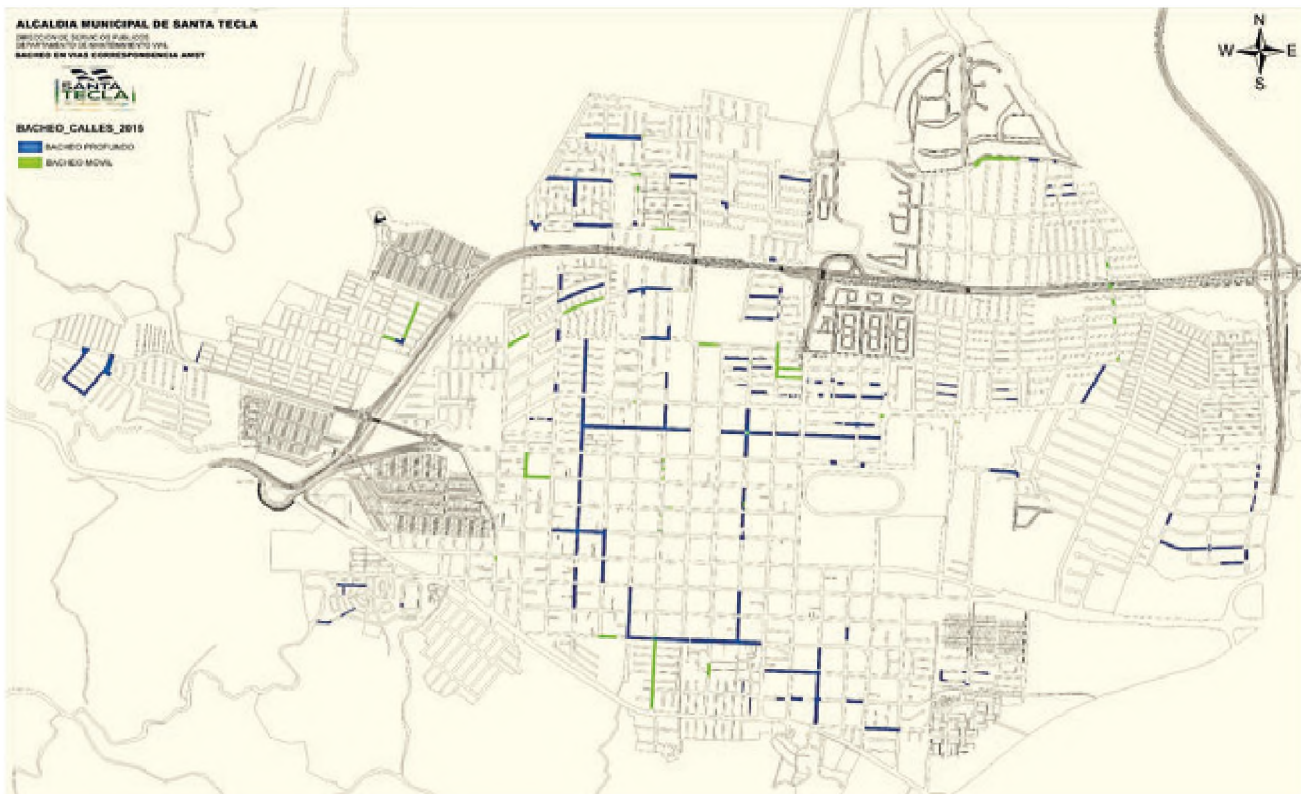 ALCALDIA MUNICIPAL DE SANTA TECLA
DIRECCION DE SERVICIOS PUBLICOS
DEPARTAMENTO DE MANTENIMIENTO VIAL
BACHEO EN VIAS CORRESPONDENCIA AMST
SANTA
TECLA
BACHEO_CALLES_2015
BACHEO PROFUNDO
BACHEO MOVIL
N
W
E
S